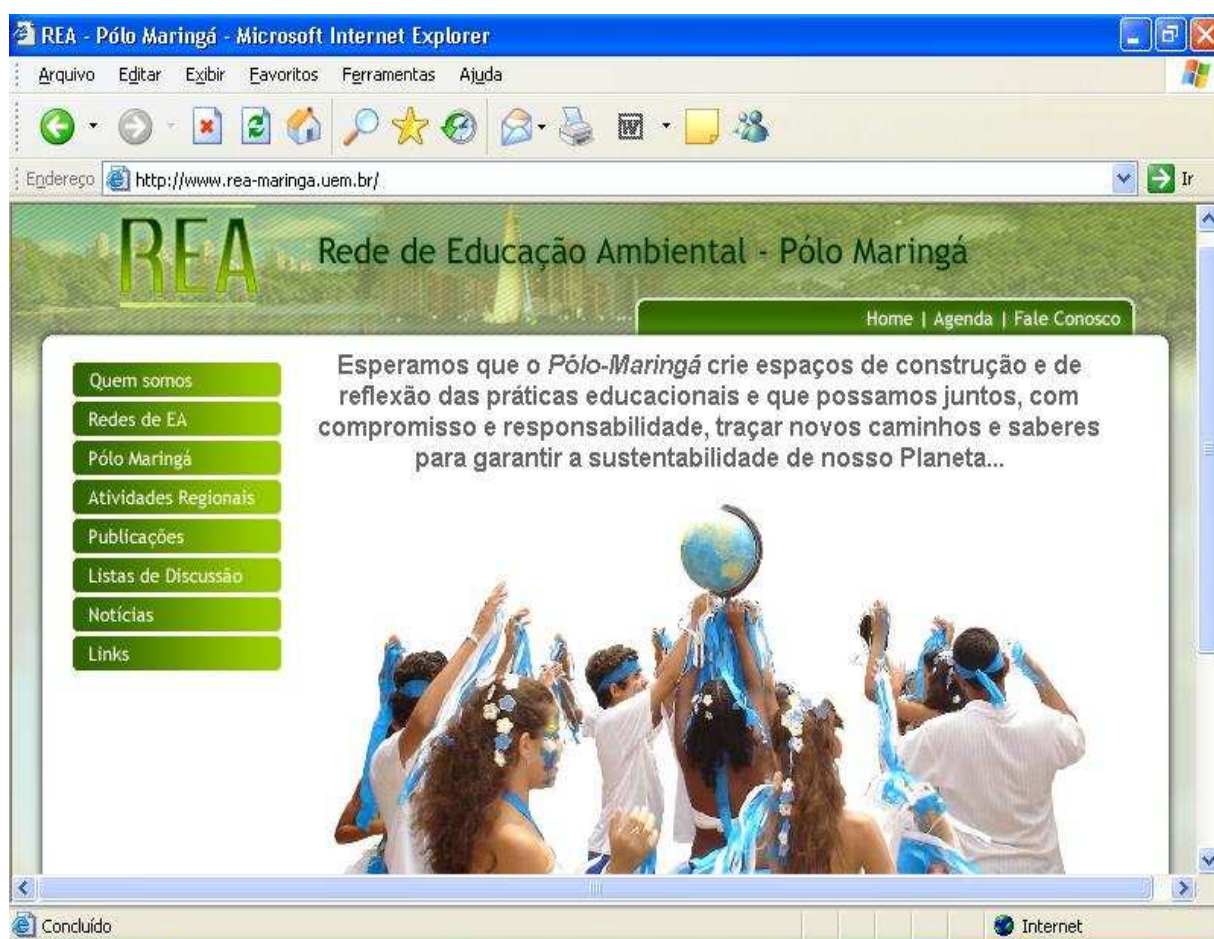 REA - Pólo Maringá - Microsoft Internet Explorer
Arquivo Editar Exibir Favoritos Ferramentas Ajuda
Endereço http://www.rea-maringa.uem.br/ Ir
REA Rede de Educação Ambiental - Pólo Maringá
Home | Agenda | Fale Conosco
Quem somos
Redes de EA
Pólo Maringá
Atividades Regionais
Publicações
Listas de Discussão
Notícias
Links
Esperamos que o Pólo-Maringá crie espaços de construção e de
reflexão das práticas educacionais e que possamos juntos, com
compromisso e responsabilidade, traçar novos caminhos e saberes
para garantir a sustentabilidade de nosso Planeta...
Concluído Internet